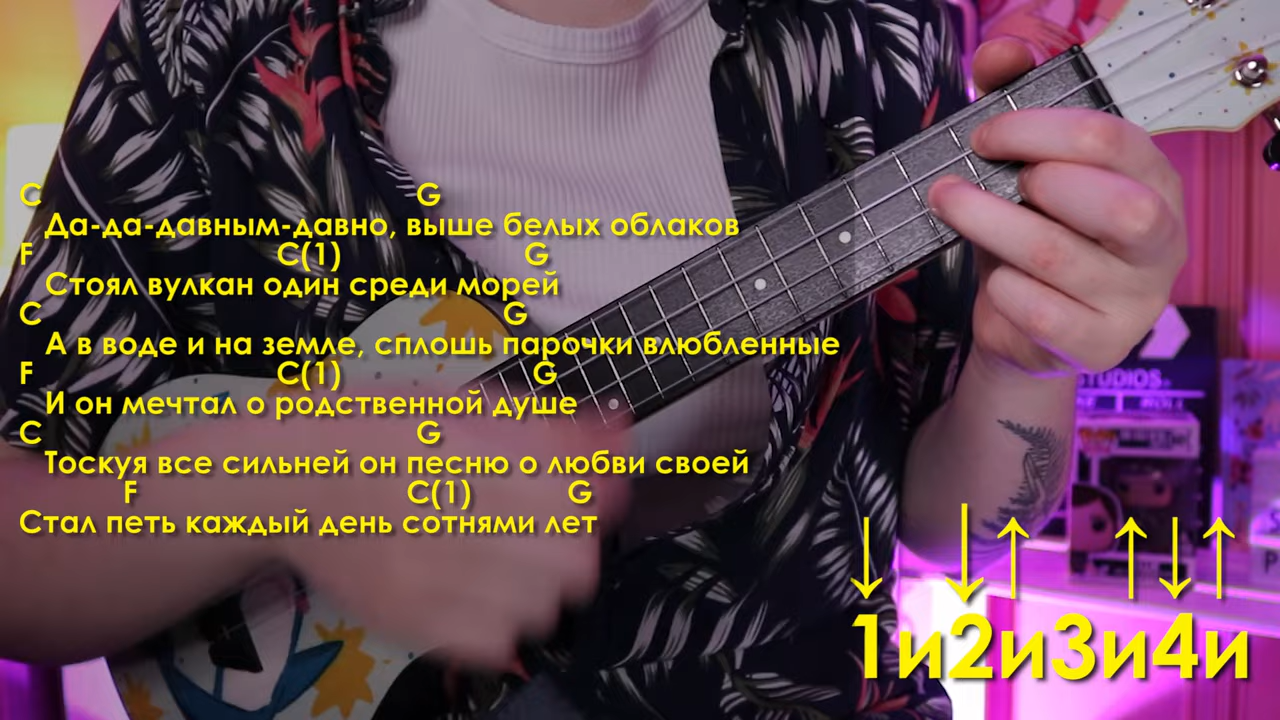 C G
Да-да-давным-давно, выше белых облаков
F C(1) G
Стоял вулкан один среди морей
C G
А в воде и на земле, сплошь парочки влюбленные
F C(1) G
И он мечтал о родственной душе
C G
Тоскуя все сильней он песню о любви своей
F C(1) G
Стал петь каждый день сотнями лет
↓ ↓↑ ↑↓↑
1и2и3и4и
STUDIOS